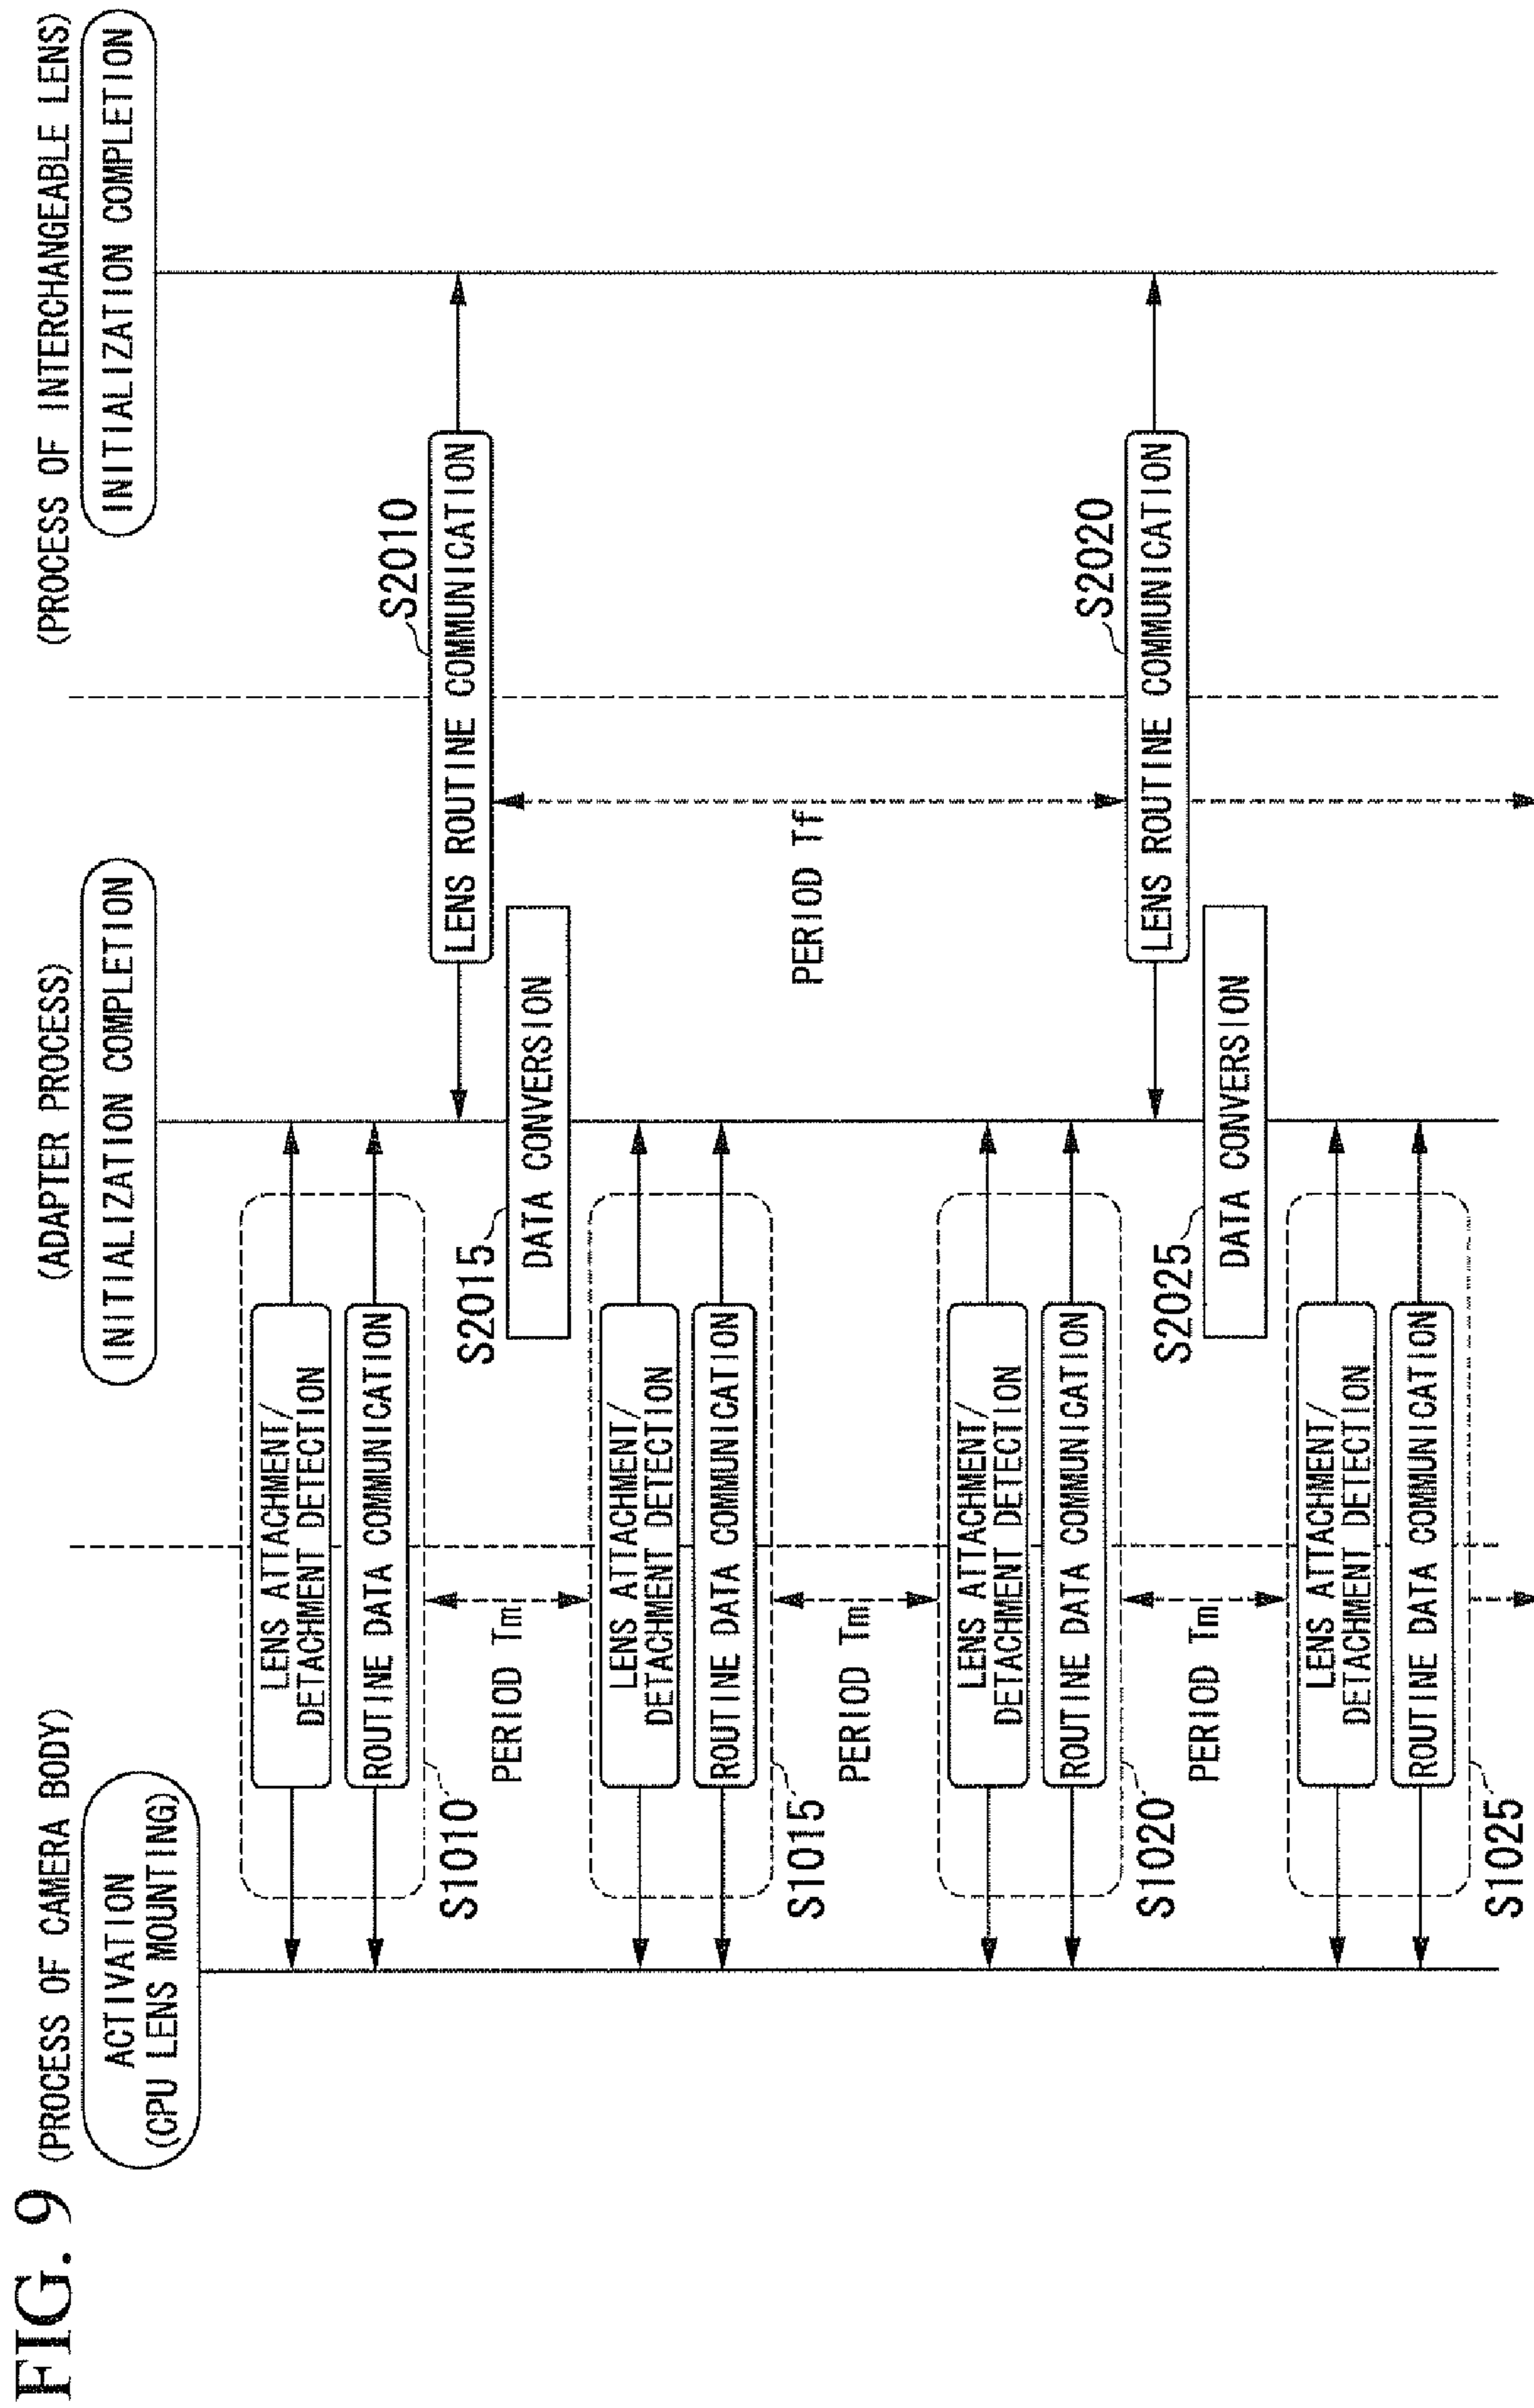 FIG. 9
(PROCESS OF CAMERA BODY)
(ADAPTER PROCESS)
(PROCESS OF INTERCHANGEABLE LENS)
ACTIVATION
(CPU LENS MOUNTING)
INITIALIZATION COMPLETION
INITIALIZATION COMPLETION
LENS ATTACHMENT/
DETACHMENT DETECTION
ROUTINE DATA COMMUNICATION
S1010
S2010
LENS ROUTINE COMMUNICATION
PERIOD Tm
S2015
DATA CONVERSION
LENS ATTACHMENT/
DETACHMENT DETECTION
ROUTINE DATA COMMUNICATION
S1015
PERIOD Tf
PERIOD Tm
LENS ATTACHMENT/
DETACHMENT DETECTION
ROUTINE DATA COMMUNICATION
S1020
S2020
LENS ROUTINE COMMUNICATION
PERIOD Tm
S2025
DATA CONVERSION
LENS ATTACHMENT/
DETACHMENT DETECTION
ROUTINE DATA COMMUNICATION
S1025